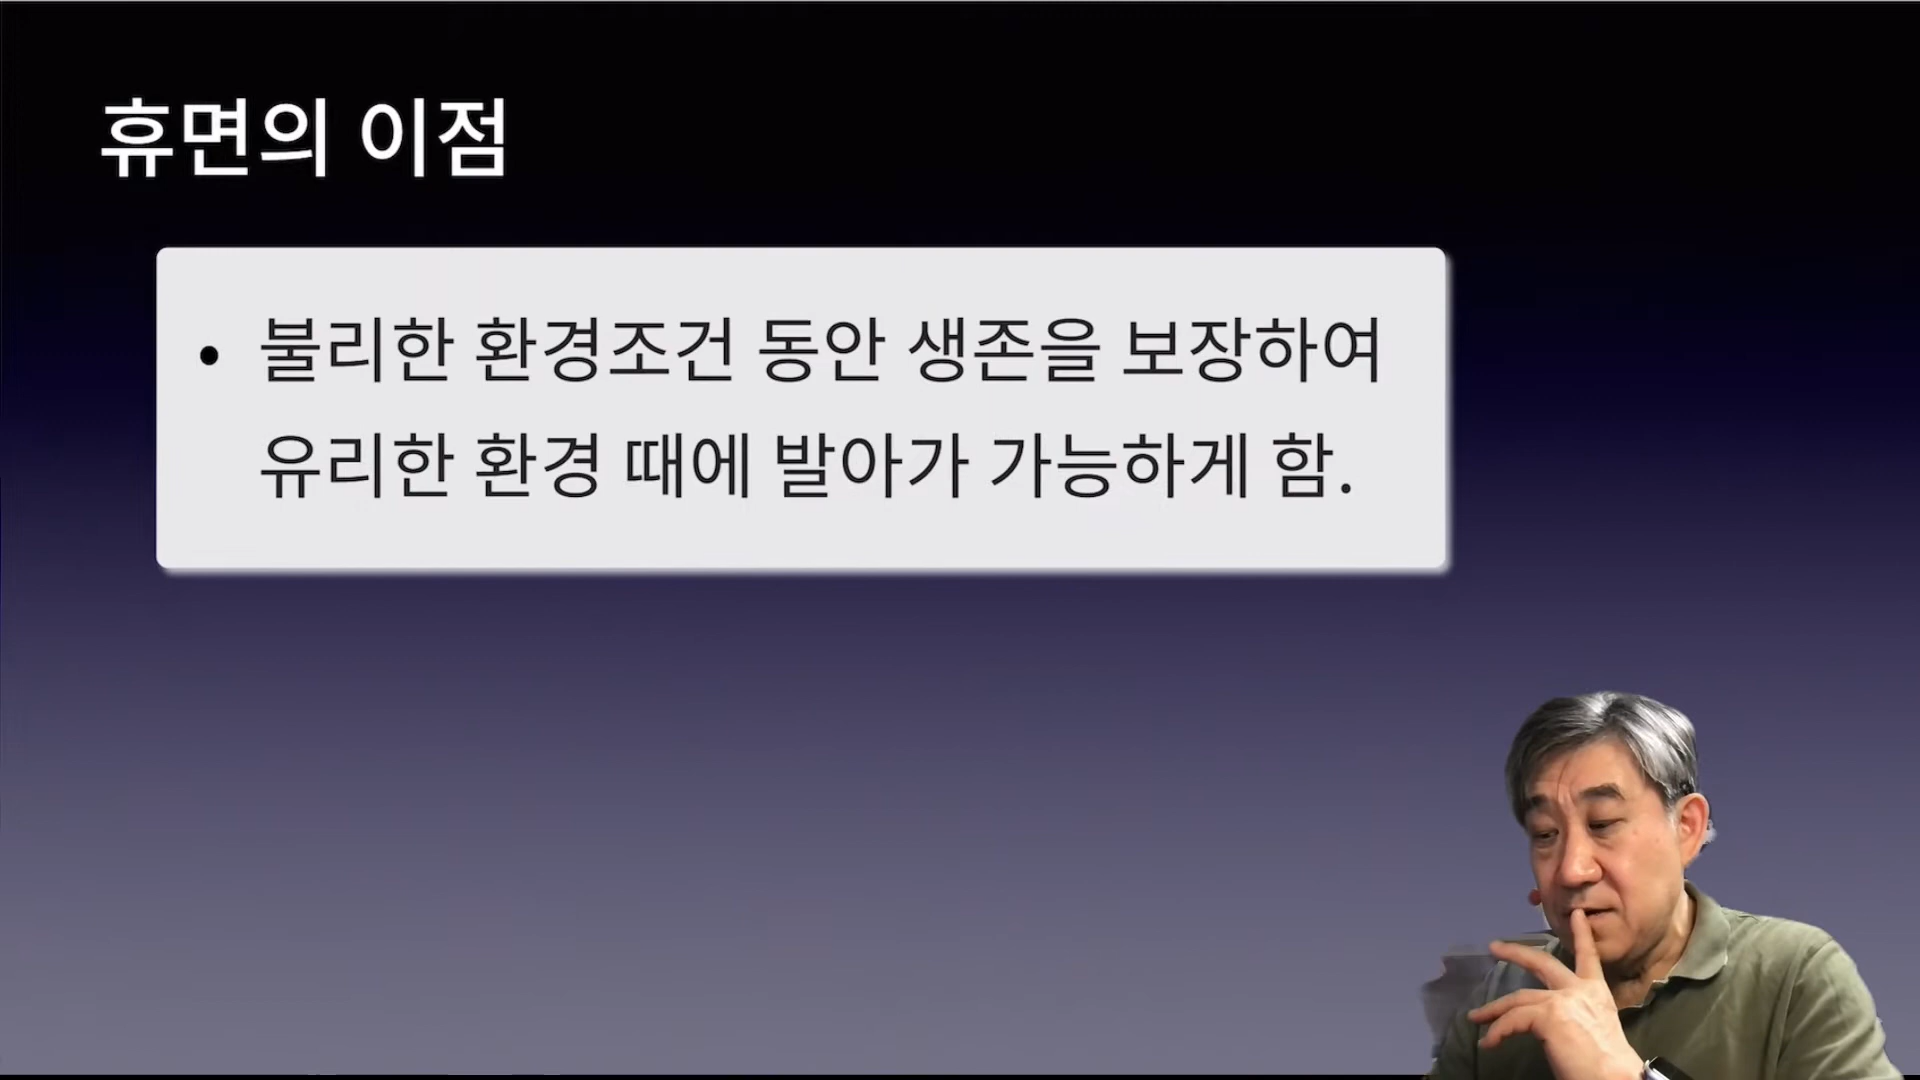 휴면의 이점
• 불리한 환경조건 동안 생존을 보장하여
유리한 환경 때에 발아가 가능하게 함.